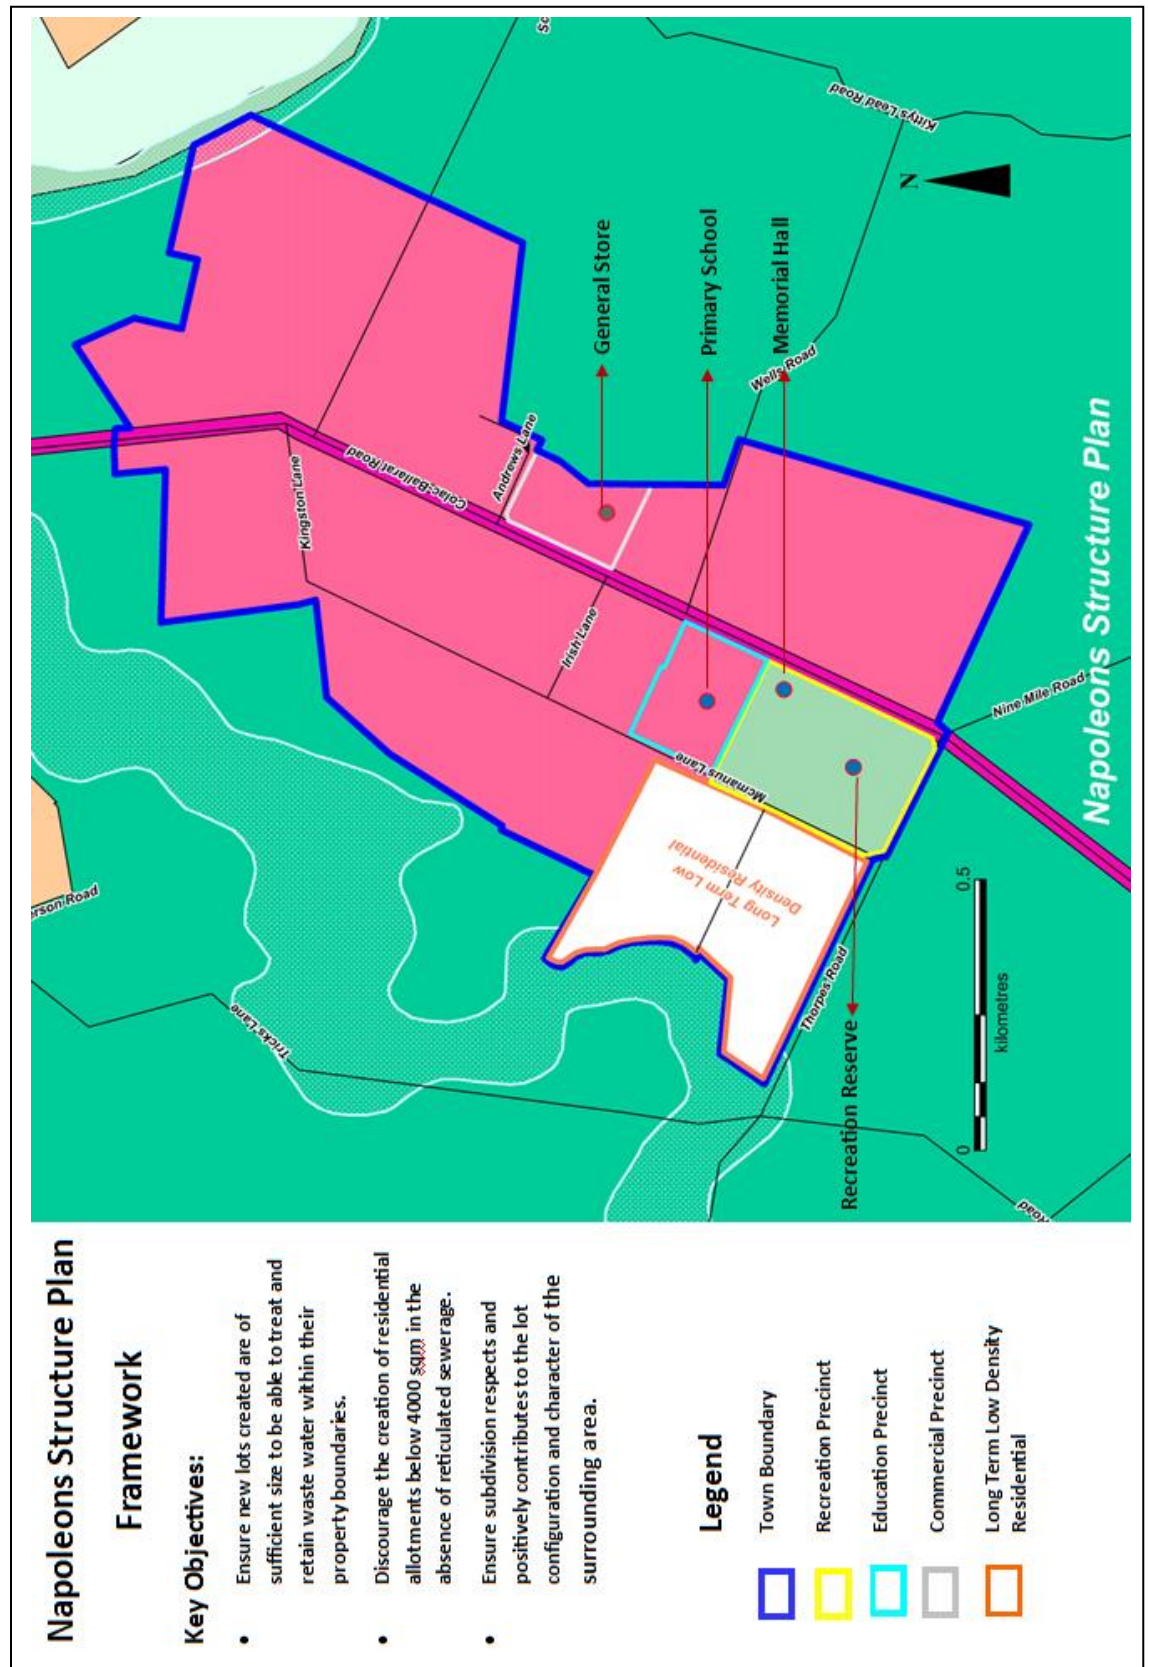 Napoleons Structure Plan
Framework
Key Objectives:
• Ensure new lots created are of
sufficient size to be able to treat and
retain waste water within their
property boundaries.
• Discourage the creation of residential
allotments below 4000 sqm in the
absence of reticulated sewerage.
• Ensure subdivision respects and
positively contributes to the lot
configuration and character of the
surrounding area.
Legend
Town Boundary
Recreation Precinct
Education Precinct
Commercial Precinct
Long Term Low Density
Residential
erson Road
Tricks Lane
Kingston Lane
Colac-Ballarat Road
Andrews Lane
Irish Lane
Mcmanus Lane
Long Term Low
Density Residential
Thorpes Road
Road
Sc
Kittys Lead Road
N
General Store
Primary School
Memorial Hall
Wells Road
Recreation Reserve
Nine Mile Road
0
0.5
kilometres
Napoleons Structure Plan